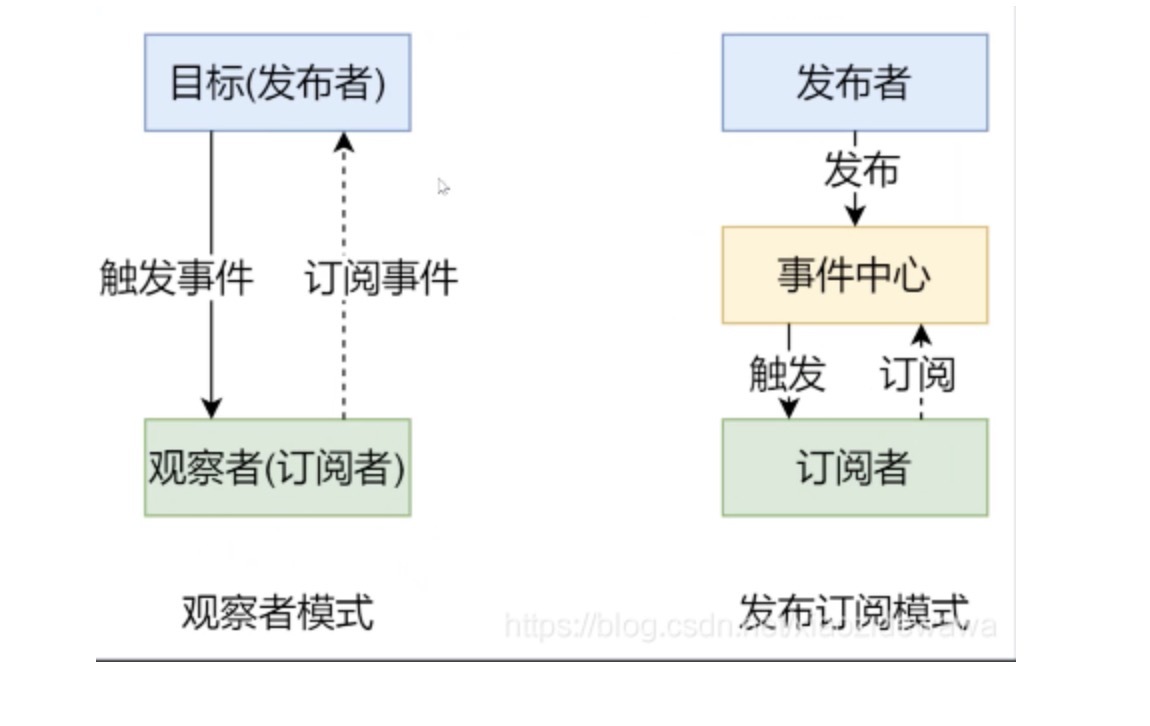 目标(发布者)
触发事件
订阅事件
观察者(订阅者)
观察者模式
发布者
发布
事件中心
触发
订阅
订阅者
发布订阅模式
https://blog.csdn.net/xiaozidewawa